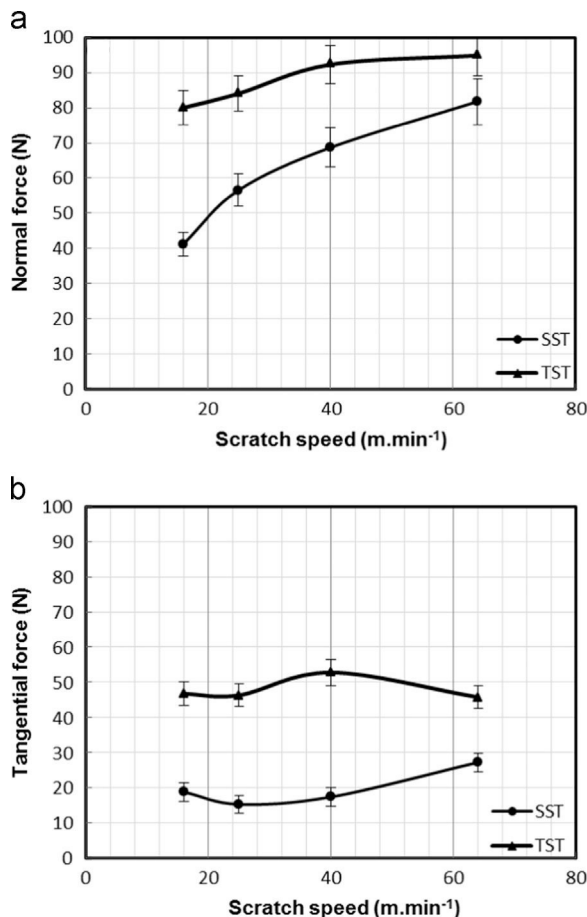 a
100
90
80
70
60
50
40
30
20
10
0
Normal force (N)
SST
TST
0 20 40 60 80
Scratch speed (m.min⁻¹)
b
100
90
80
70
60
50
40
30
20
10
0
Tangential force (N)
SST
TST
0 20 40 60 80
Scratch speed (m.min⁻¹)